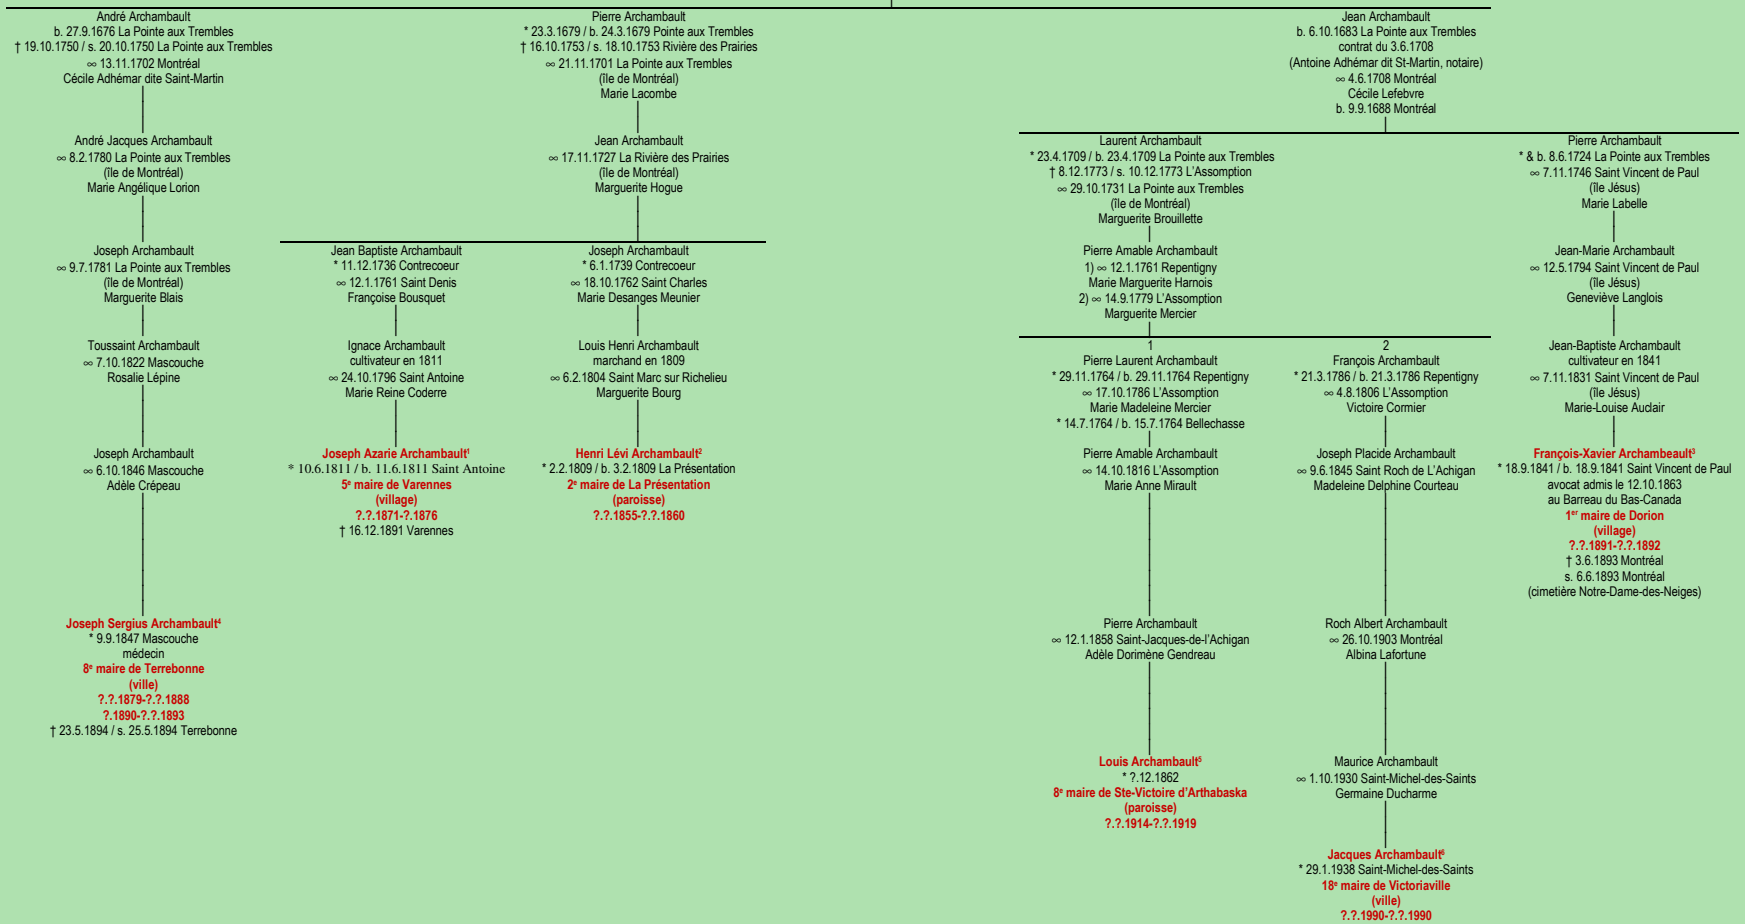 André Archambault
b. 27.9.1676 La Pointe aux Trembles
† 19.10.1750 / s. 20.10.1750 La Pointe aux Trembles
∞ 13.11.1702 Montréal
Cécile Adhémar dite Saint-Martin
André Jacques Archambault
∞ 8.2.1780 La Pointe aux Trembles
(île de Montréal)
Marie Angélique Lorion
Joseph Archambault
∞ 9.7.1781 La Pointe aux Trembles
(île de Montréal)
Marguerite Blais
Toussaint Archambault
∞ 7.10.1822 Mascouche
Rosalie Lépine
Joseph Archambault
∞ 6.10.1846 Mascouche
Adèle Crépeau
Joseph Sergius Archambault⁴
* 9.9.1847 Mascouche
médecin
8e maire de Terrebonne
(ville)
?.?.1879-?.?.1888
?.1890-?.?.1893
† 23.5.1894 / s. 25.5.1894 Terrebonne
Pierre Archambault
* 23.3.1679 / b. 24.3.1679 Pointe aux Trembles
† 16.10.1753 / s. 18.10.1753 Rivière des Prairies
∞ 21.11.1701 La Pointe aux Trembles
(île de Montréal)
Marie Lacombe
Jean Archambault
∞ 17.11.1727 La Rivière des Prairies
(île de Montréal)
Marguerite Hogue
Jean Baptiste Archambault
* 11.12.1736 Contrecoeur
∞ 12.1.1761 Saint Denis
Françoise Bousquet
Ignace Archambault
cultivateur en 1811
∞ 24.10.1796 Saint Antoine
Marie Reine Coderre
Joseph Azarie Archambault¹
* 10.6.1811 / b. 11.6.1811 Saint Antoine
5e maire de Varennes
(village)
?.?.1871-?.1876
† 16.12.1891 Varennes
Joseph Archambault
* 6.1.1739 Contrecoeur
∞ 18.10.1762 Saint Charles
Marie Desanges Meunier
Louis Henri Archambault
marchand en 1809
∞ 6.2.1804 Saint Marc sur Richelieu
Marguerite Bourg
Henri Lévi Archambault²
* 2.2.1809 / b. 3.2.1809 La Présentation
2e maire de La Présentation
(paroisse)
?.?.1855-?.?.1860
Jean Archambault
b. 6.10.1683 La Pointe aux Trembles
contrat du 3.6.1708
(Antoine Adhémar dit St-Martin, notaire)
∞ 4.6.1708 Montréal
Cécile Lefebvre
b. 9.9.1688 Montréal
Laurent Archambault
* 23.4.1709 / b. 23.4.1709 La Pointe aux Trembles
† 8.12.1773 / s. 10.12.1773 L'Assomption
∞ 29.10.1731 La Pointe aux Trembles
(île de Montréal)
Marguerite Brouillette
Pierre Amable Archambault
1) ∞ 12.1.1761 Repentigny
Marie Marguerite Harnois
2) ∞ 14.9.1779 L'Assomption
Marguerite Mercier
1
Pierre Laurent Archambault
* 29.11.1764 / b. 29.11.1764 Repentigny
∞ 17.10.1786 L'Assomption
Marie Madeleine Mercier
* 14.7.1764 / b. 15.7.1764 Bellechasse
Pierre Amable Archambault
∞ 14.10.1816 L'Assomption
Marie Anne Mirault
Pierre Archambault
∞ 12.1.1858 Saint-Jacques-de-l'Achigan
Adèle Dorimène Gendreau
Louis Archambault⁵
* ?.12.1862
8e maire de Ste-Victoire d'Arthabaska
(paroisse)
?.?.1914-?.?.1919
2
François Archambault
* 21.3.1786 / b. 21.3.1786 Repentigny
∞ 4.8.1806 L'Assomption
Victoire Cormier
Joseph Placide Archambault
∞ 9.6.1845 Saint Roch de L'Achigan
Madeleine Delphine Courteau
Roch Albert Archambault
∞ 26.10.1903 Montréal
Albina Lafortune
Maurice Archambault
∞ 1.10.1930 Saint-Michel-des-Saints
Germaine Ducharme
Jacques Archambault⁶
* 29.1.1938 Saint-Michel-des-Saints
18e maire de Victoriaville
(ville)
?.?.1990-?.?.1990
Pierre Archambault
* & b. 8.6.1724 La Pointe aux Trembles
∞ 7.11.1746 Saint Vincent de Paul
(île Jésus)
Marie Labelle
Jean-Marie Archambault
∞ 12.5.1794 Saint Vincent de Paul
(île Jésus)
Geneviève Langlois
Jean-Baptiste Archambault
cultivateur en 1841
∞ 7.11.1831 Saint Vincent de Paul
(île Jésus)
Marie-Louise Auclair
François-Xavier Archambeault³
* 18.9.1841 / b. 18.9.1841 Saint Vincent de Paul
avocat admis le 12.10.1863
au Barreau du Bas-Canada
1er maire de Dorion
(village)
?.?.1891-?.?.1892
† 3.6.1893 Montréal
s. 6.6.1893 Montréal
(cimetière Notre-Dame-des-Neiges)